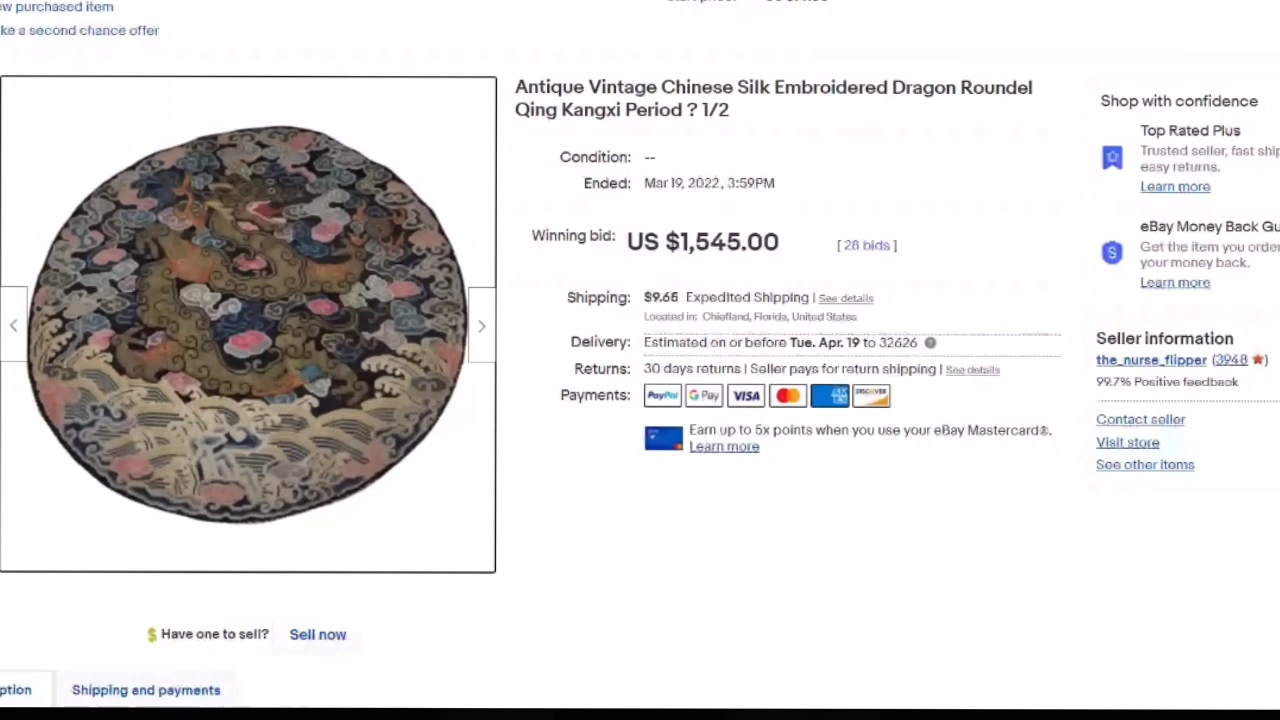 ew purchased item
ke a second chance offer
Antique Vintage Chinese Silk Embroidered Dragon Roundel
Qing Kangxi Period ? 1/2
Condition: --
Ended: Mar 19, 2022, 3:59PM
Winning bid: US $1,545.00 [ 28 bids ]
Shipping: $9.65 Expedited Shipping | See details
Located in: Chiefland, Florida, United States
Delivery: Estimated on or before Tue. Apr. 19 to 32626
Returns: 30 days returns | Seller pays for return shipping | See details
Payments: PayPal G Pay VISA DISCOVER
Earn up to 5x points when you use your eBay Mastercard®.
Learn more
Have one to sell? Sell now
ption Shipping and payments
Shop with confidence
Top Rated Plus
Trusted seller, fast ship
easy returns.
Learn more
eBay Money Back Gu
Get the item you order
your money back.
Learn more
Seller information
the_nurse_flipper (3948)
99.7% Positive feedback
Contact seller
Visit store
See other items